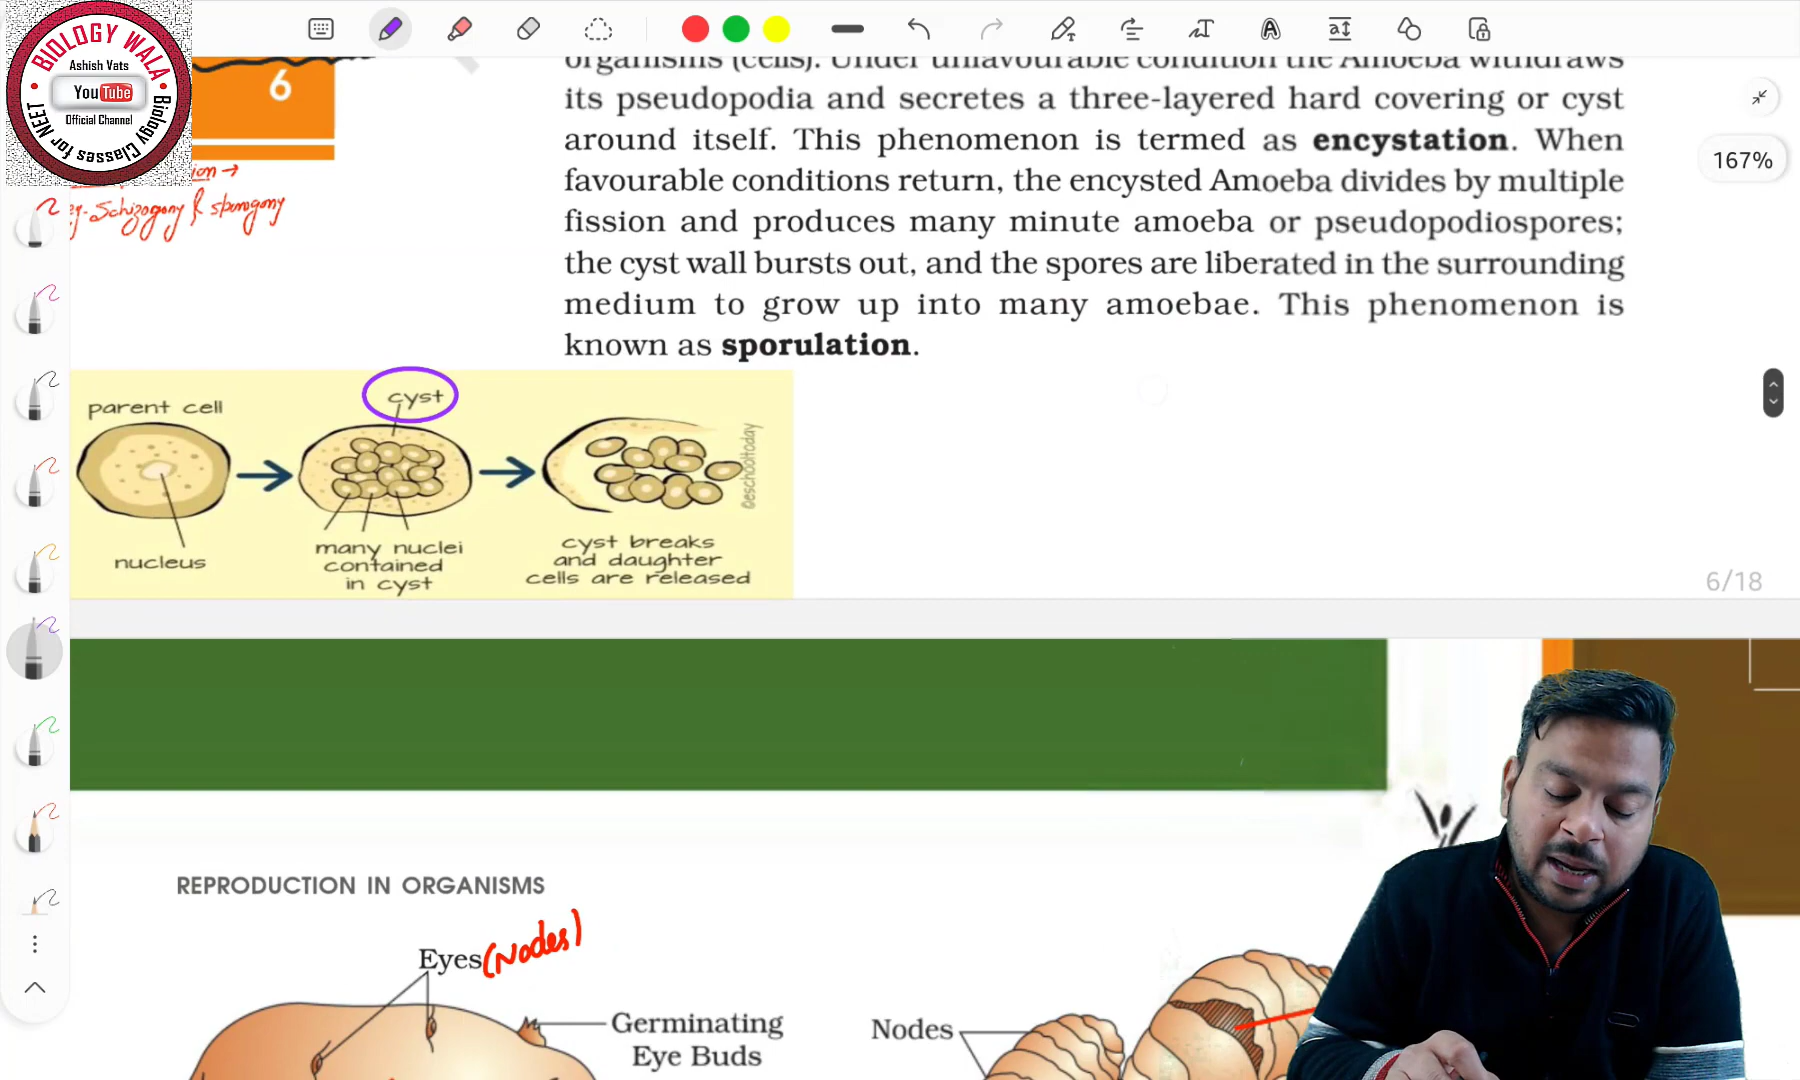 BIOLOGY WALA
Ashish Vats
YouTube
Official Channel
Biology Classes for NEET
6
167%
organisms (cells). Under unfavourable condition the Amoeba withdraws
its pseudopodia and secretes a three-layered hard covering or cyst
around itself. This phenomenon is termed as encystation. When
favourable conditions return, the encysted Amoeba divides by multiple
fission and produces many minute amoeba or pseudopodiospores;
the cyst wall bursts out, and the spores are liberated in the surrounding
medium to grow up into many amoebae. This phenomenon is
known as sporulation.
eg. Schizogony & sporogony
parent cell
cyst
nucleus
many nuclei
contained
in cyst
cyst breaks
and daughter
cells are released
©eschooltoday
6/18
REPRODUCTION IN ORGANISMS
Eyes (Nodes)
Germinating
Eye Buds
Nodes